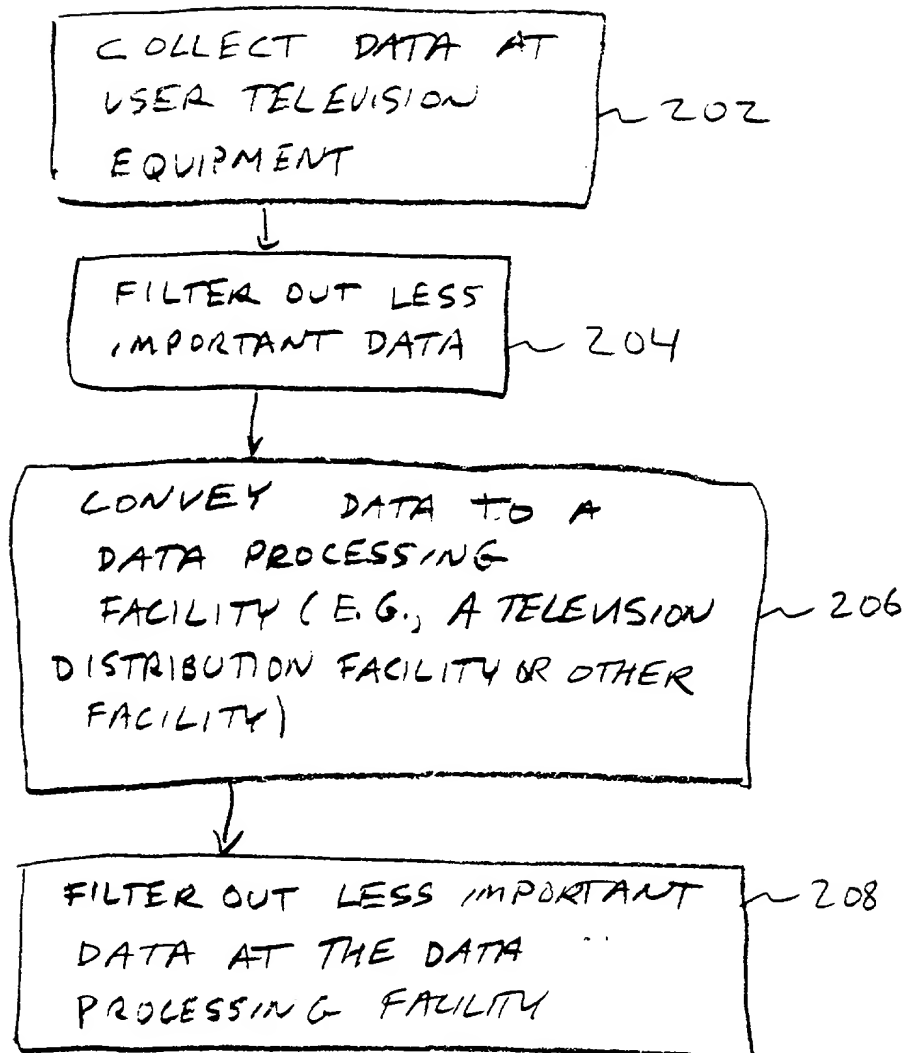 COLLECT DATA AT
USER TELEVISION
EQUIPMENT
202
FILTER OUT LESS
IMPORTANT DATA
204
CONVEY DATA TO A
DATA PROCESSING
FACILITY (E.G., A TELEVISION
DISTRIBUTION FACILITY OR OTHER
FACILITY)
206
FILTER OUT LESS IMPORTANT
DATA AT THE DATA
PROCESSING FACILITY
208